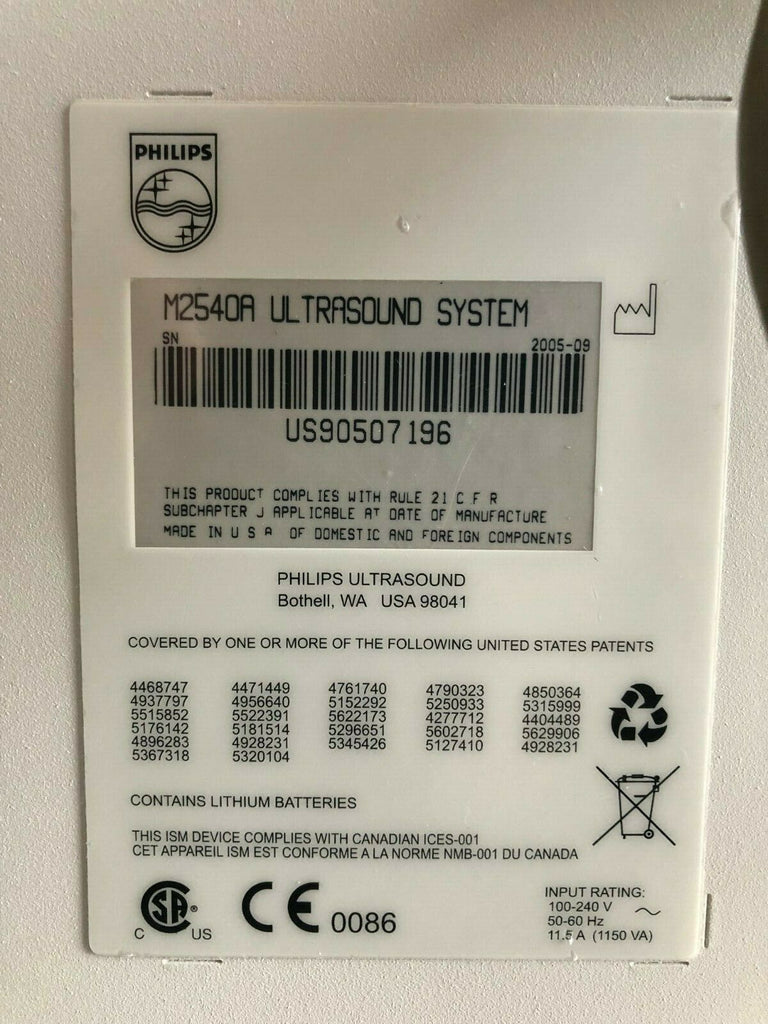 PHILIPS
M2540A ULTRASOUND SYSTEM
SN
2005-09
US90507196
THIS PRODUCT COMPLIES WITH RULE 21 C F R
SUBCHAPTER J APPLICABLE AT DATE OF MANUFACTURE
MADE IN U S A OF DOMESTIC AND FOREIGN COMPONENTS
PHILIPS ULTRASOUND
Bothell, WA USA 98041
COVERED BY ONE OR MORE OF THE FOLLOWING UNITED STATES PATENTS
4468747 4471449 4761740 4790323 4850364
4937797 4956640 5152292 5250933 5315999
5515852 5522391 5622173 4277712 4404489
5176142 5181514 5296651 5602718 5629906
4896283 4928231 5345426 5127410 4928231
5367318 5320104
CONTAINS LITHIUM BATTERIES
THIS ISM DEVICE COMPLIES WITH CANADIAN ICES-001
CET APPAREIL ISM EST CONFORME A LA NORME NMB-001 DU CANADA
C SA ® US
CE 0086
INPUT RATING:
100-240 V ~
50-60 Hz
11.5 A (1150 VA)